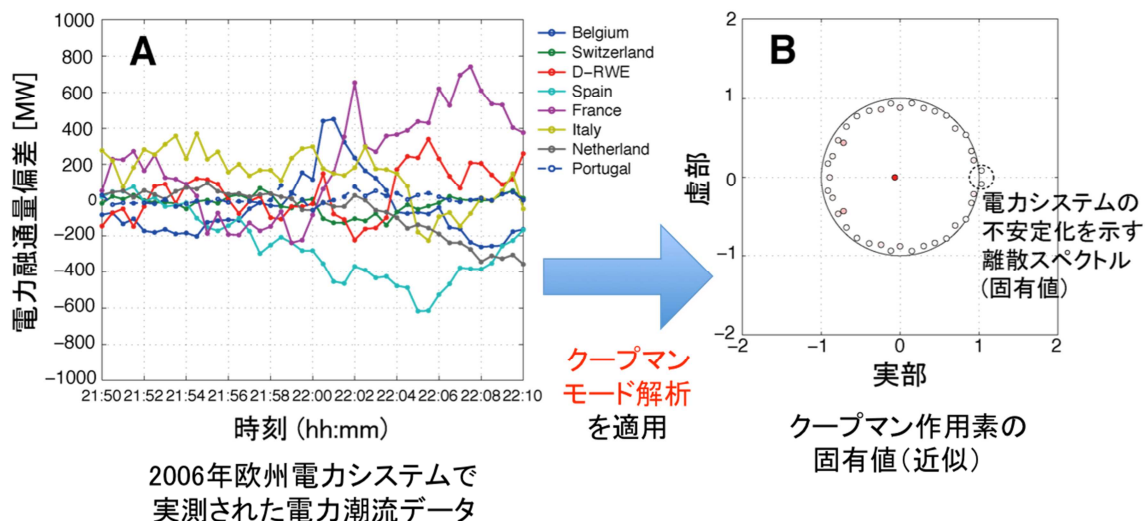 A
電力融通量偏差 [MW]
1000
800
600
400
200
0
−200
−400
−600
−800
−1000
21:50 21:52 21:54 21:56 21:58 22:00 22:02 22:04 22:06 22:08 22:10
時刻 (hh:mm)
2006年欧州電力システムで
実測された電力潮流データ
Belgium
Switzerland
D−RWE
Spain
France
Italy
Netherland
Portugal
クープマン
モード解析
を適用
B
虚部
2
1
0
−1
−2
−2 −1 0 1 2
実部
電力システムの
不安定化を示す
離散スペクトル
(固有値)
クープマン作用素の
固有値(近似)